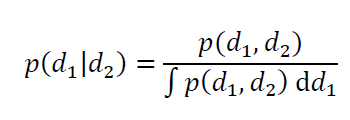 p(d₁|d₂) = p(d₁, d₂) / ∫ p(d₁, d₂) dd₁